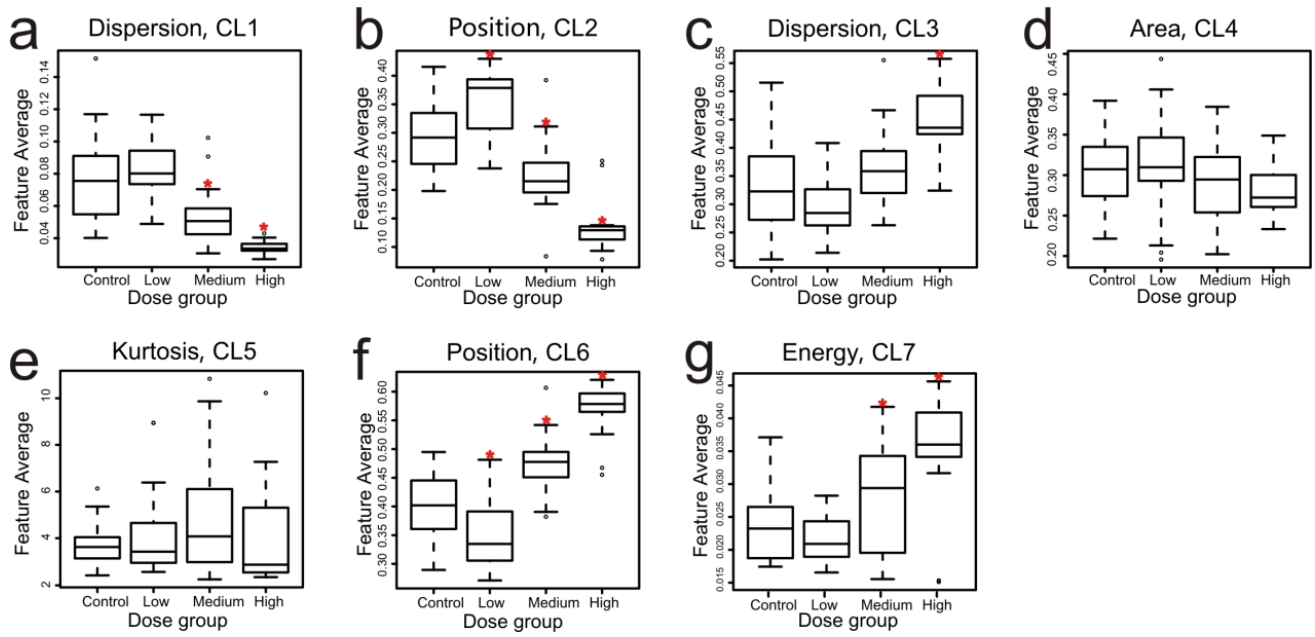 a Dispersion, CL1
Feature Average
0.14
0.12
0.10
0.08
0.06
0.04
*
*
Control Low Medium High
Dose group
b Position, CL2
Feature Average
0.40
0.35
0.30
0.25
0.20
0.15
0.10
*
*
*
Control Low Medium High
Dose group
c Dispersion, CL3
Feature Average
0.55
0.50
0.45
0.40
0.35
0.30
0.25
0.20
*
Control Low Medium High
Dose group
d Area, CL4
Feature Average
0.45
0.40
0.35
0.30
0.25
0.20
Control Low Medium High
Dose group
e Kurtosis, CL5
Feature Average
10
8
6
4
2
Control Low Medium High
Dose group
f Position, CL6
Feature Average
0.60
0.55
0.50
0.45
0.40
0.35
0.30
*
*
*
Control Low Medium High
Dose group
g Energy, CL7
Feature Average
0.045
0.040
0.035
0.030
0.025
0.020
0.015
*
*
Control Low Medium High
Dose group